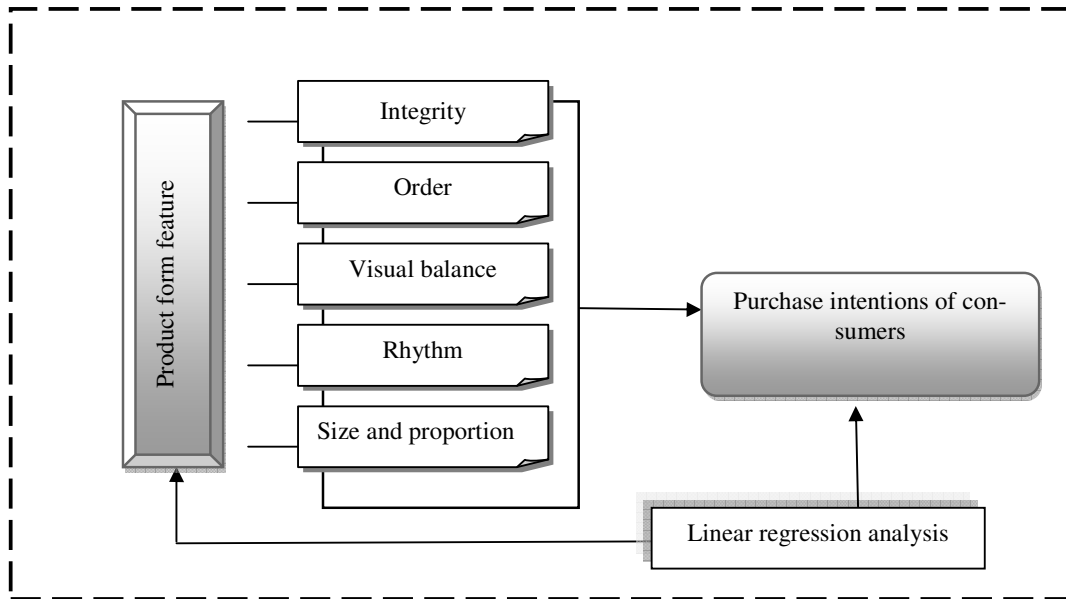 Product form feature
Integrity
Order
Visual balance
Rhythm
Size and proportion
Purchase intentions of con-
sumers
Linear regression analysis